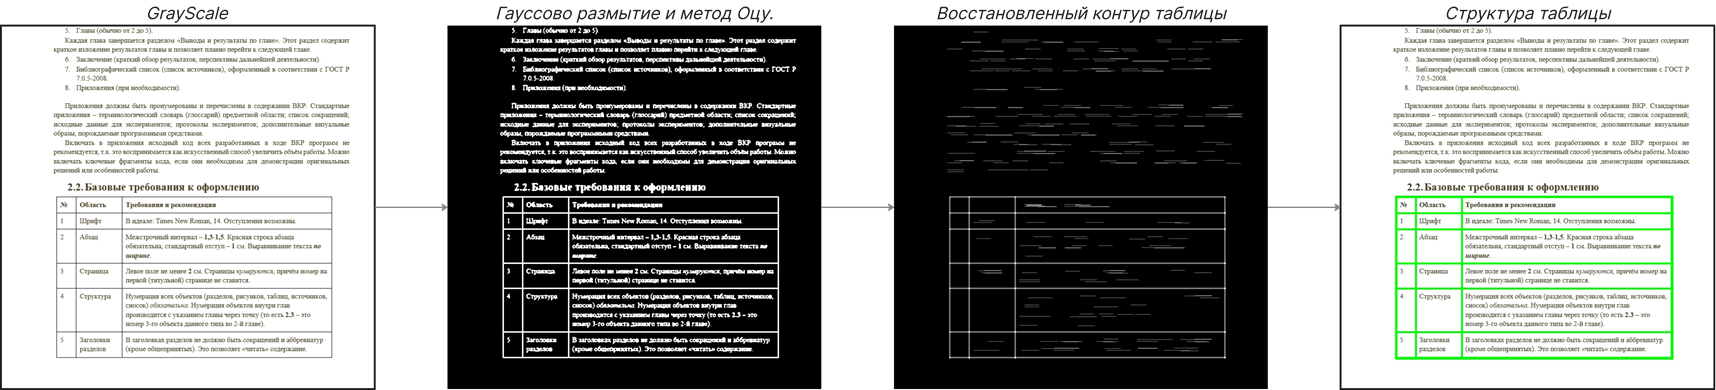 GrayScale
5. Главы (обычно от 2 до 5).
Каждая глава завершается разделом «Выводы и результаты по главе». Этот раздел содержит
краткое изложение результатов главы и позволяет плавно перейти к следующей главе.
6. Заключение (краткий обзор результатов, перспективы дальнейшей деятельности).
7. Библиографический список (список источников), оформленный в соответствии с ГОСТ Р
7.0.5-2008.
8. Приложения (при необходимости).
Приложения должны быть пронумерованы и перечислены в содержании ВКР. Стандартные
приложения – терминологический словарь (глоссарий) предметной области; список сокращений;
исходные данные для экспериментов; протоколы экспериментов; дополнительные визуальные
образы, порождаемые программными средствами.
Включать в приложения исходный код всех разработанных в ходе ВКР программ не
рекомендуется, т.к. это воспринимается как искусственный способ увеличить объём работы. Можно
включать ключевые фрагменты кода, если они необходимы для демонстрации оригинальных
решений или особенностей работы.
2.2. Базовые требования к оформлению
№ Область Требования и рекомендации
1 Шрифт В идеале: Times New Roman, 14. Отступления возможны.
2 Абзац Межстрочный интервал – 1,3-1,5. Красная строка абзаца
обязательна, стандартный отступ – 1 см. Выравнивание текста по
ширине.
3 Страница Левое поле не менее 2 см. Страницы нумеруются, причём номер на
первой (титульной) странице не ставится.
4 Структура Нумерация всех объектов (разделов, рисунков, таблиц, источников,
сносок) обязательна. Нумерация объектов внутри глав
производится с указанием главы через точку (то есть 2.3 – это
номер 3-го объекта данного типа во 2-й главе).
5 Заголовки разделов В заголовках разделов не должно быть сокращений и аббревиатур
(кроме общепринятых). Это позволяет «читать» содержание.
Гауссово размытие и метод Оцу.
5. Главы (обычно от 2 до 5).
Каждая глава завершается разделом «Выводы и результаты по главе». Этот раздел содержит
краткое изложение результатов главы и позволяет плавно перейти к следующей главе.
6. Заключение (краткий обзор результатов, перспективы дальнейшей деятельности).
7. Библиографический список (список источников), оформленный в соответствии с ГОСТ Р
7.0.5-2008.
8. Приложения (при необходимости).
Приложения должны быть пронумерованы и перечислены в содержании ВКР. Стандартные
приложения – терминологический словарь (глоссарий) предметной области; список сокращений;
исходные данные для экспериментов; протоколы экспериментов; дополнительные визуальные
образы, порождаемые программными средствами.
Включать в приложения исходный код всех разработанных в ходе ВКР программ не
рекомендуется, т.к. это воспринимается как искусственный способ увеличить объём работы. Можно
включать ключевые фрагменты кода, если они необходимы для демонстрации оригинальных
решений или особенностей работы.
2.2. Базовые требования к оформлению
№ Область Требования и рекомендации
1 Шрифт В идеале: Times New Roman, 14. Отступления возможны.
2 Абзац Межстрочный интервал – 1,3-1,5. Красная строка абзаца
обязательна, стандартный отступ – 1 см. Выравнивание текста по
ширине.
3 Страница Левое поле не менее 2 см. Страницы нумеруются, причём номер на
первой (титульной) странице не ставится.
4 Структура Нумерация всех объектов (разделов, рисунков, таблиц, источников,
сносок) обязательна. Нумерация объектов внутри глав
производится с указанием главы через точку (то есть 2.3 – это
номер 3-го объекта данного типа во 2-й главе).
5 Заголовки разделов В заголовках разделов не должно быть сокращений и аббревиатур
(кроме общепринятых). Это позволяет «читать» содержание.
Восстановленный контур таблицы
Структура таблицы
5. Главы (обычно от 2 до 5).
Каждая глава завершается разделом «Выводы и результаты по главе». Этот раздел содержит
краткое изложение результатов главы и позволяет плавно перейти к следующей главе.
6. Заключение (краткий обзор результатов, перспективы дальнейшей деятельности).
7. Библиографический список (список источников), оформленный в соответствии с ГОСТ Р
7.0.5-2008.
8. Приложения (при необходимости).
Приложения должны быть пронумерованы и перечислены в содержании ВКР. Стандартные
приложения – терминологический словарь (глоссарий) предметной области; список сокращений;
исходные данные для экспериментов; протоколы экспериментов; дополнительные визуальные
образы, порождаемые программными средствами.
Включать в приложения исходный код всех разработанных в ходе ВКР программ не
рекомендуется, т.к. это воспринимается как искусственный способ увеличить объём работы. Можно
включать ключевые фрагменты кода, если они необходимы для демонстрации оригинальных
решений или особенностей работы.
2.2. Базовые требования к оформлению
№ Область Требования и рекомендации
1 Шрифт В идеале: Times New Roman, 14. Отступления возможны.
2 Абзац Межстрочный интервал – 1,3-1,5. Красная строка абзаца
обязательна, стандартный отступ – 1 см. Выравнивание текста по
ширине.
3 Страница Левое поле не менее 2 см. Страницы нумеруются, причём номер на
первой (титульной) странице не ставится.
4 Структура Нумерация всех объектов (разделов, рисунков, таблиц, источников,
сносок) обязательна. Нумерация объектов внутри глав
производится с указанием главы через точку (то есть 2.3 – это
номер 3-го объекта данного типа во 2-й главе).
5 Заголовки разделов В заголовках разделов не должно быть сокращений и аббревиатур
(кроме общепринятых). Это позволяет «читать» содержание.